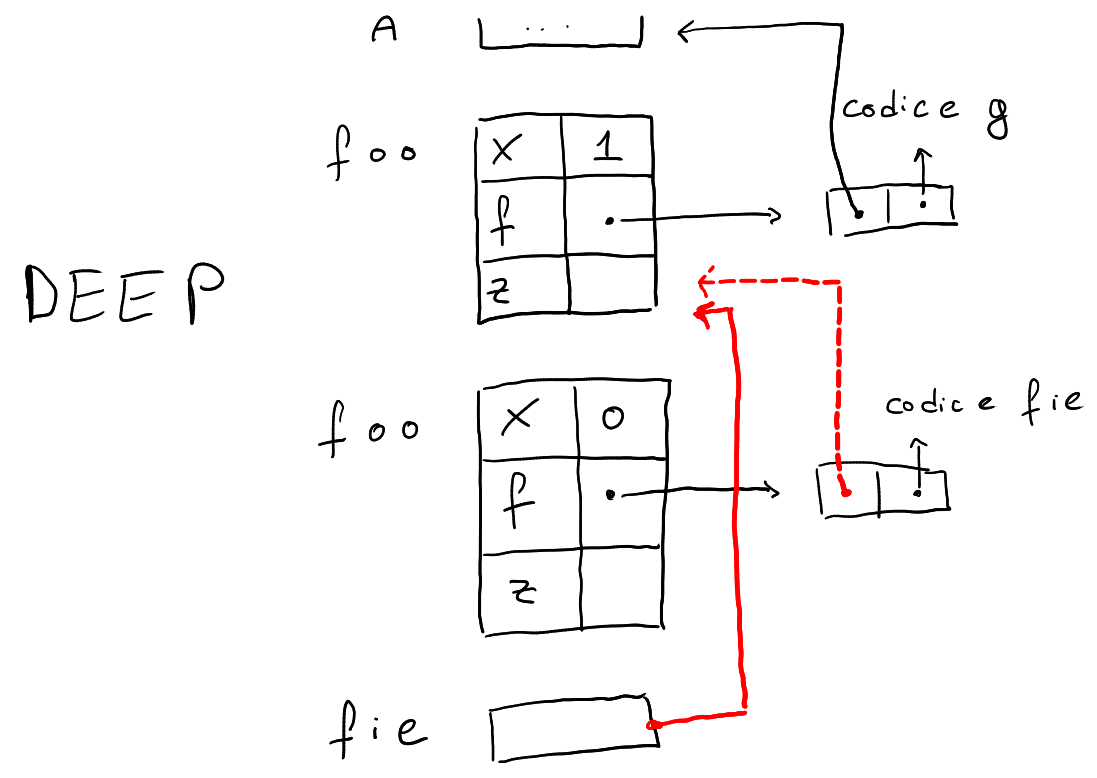 A ...
codice g
foo
x 1
f
z
DEEP
foo
x 0
f
z
codice fie
fie